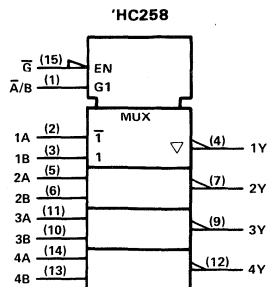 'HC258
G̅ (15) EN
A̅/B (1) G1
MUX
1A (2) 1̅ ▽ (4) 1Y
1B (3) 1
2A (5) (7) 2Y
2B (6)
3A (11) (9) 3Y
3B (10)
4A (14) (12) 4Y
4B (13)